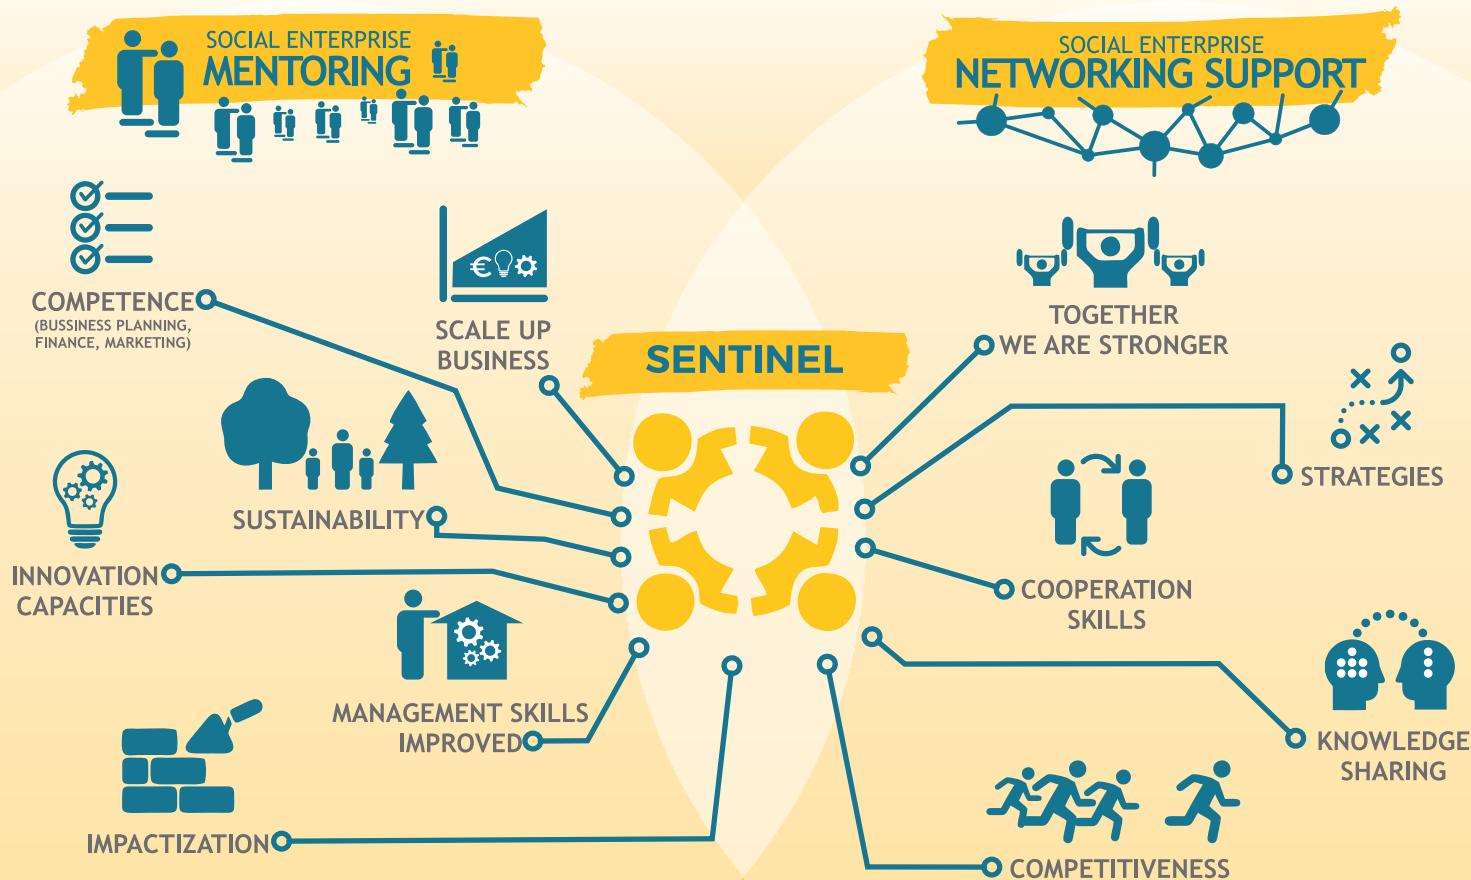 SOCIAL ENTERPRISE
MENTORING
SOCIAL ENTERPRISE
NETWORKING SUPPORT
COMPETENCE
(BUSSINESS PLANNING,
FINANCE, MARKETING)
€
SCALE UP
BUSINESS
SENTINEL
TOGETHER
WE ARE STRONGER
STRATEGIES
SUSTAINABILITY
INNOVATION
CAPACITIES
COOPERATION
SKILLS
MANAGEMENT SKILLS
IMPROVED
KNOWLEDGE
SHARING
IMPACTIZATION
COMPETITIVENESS